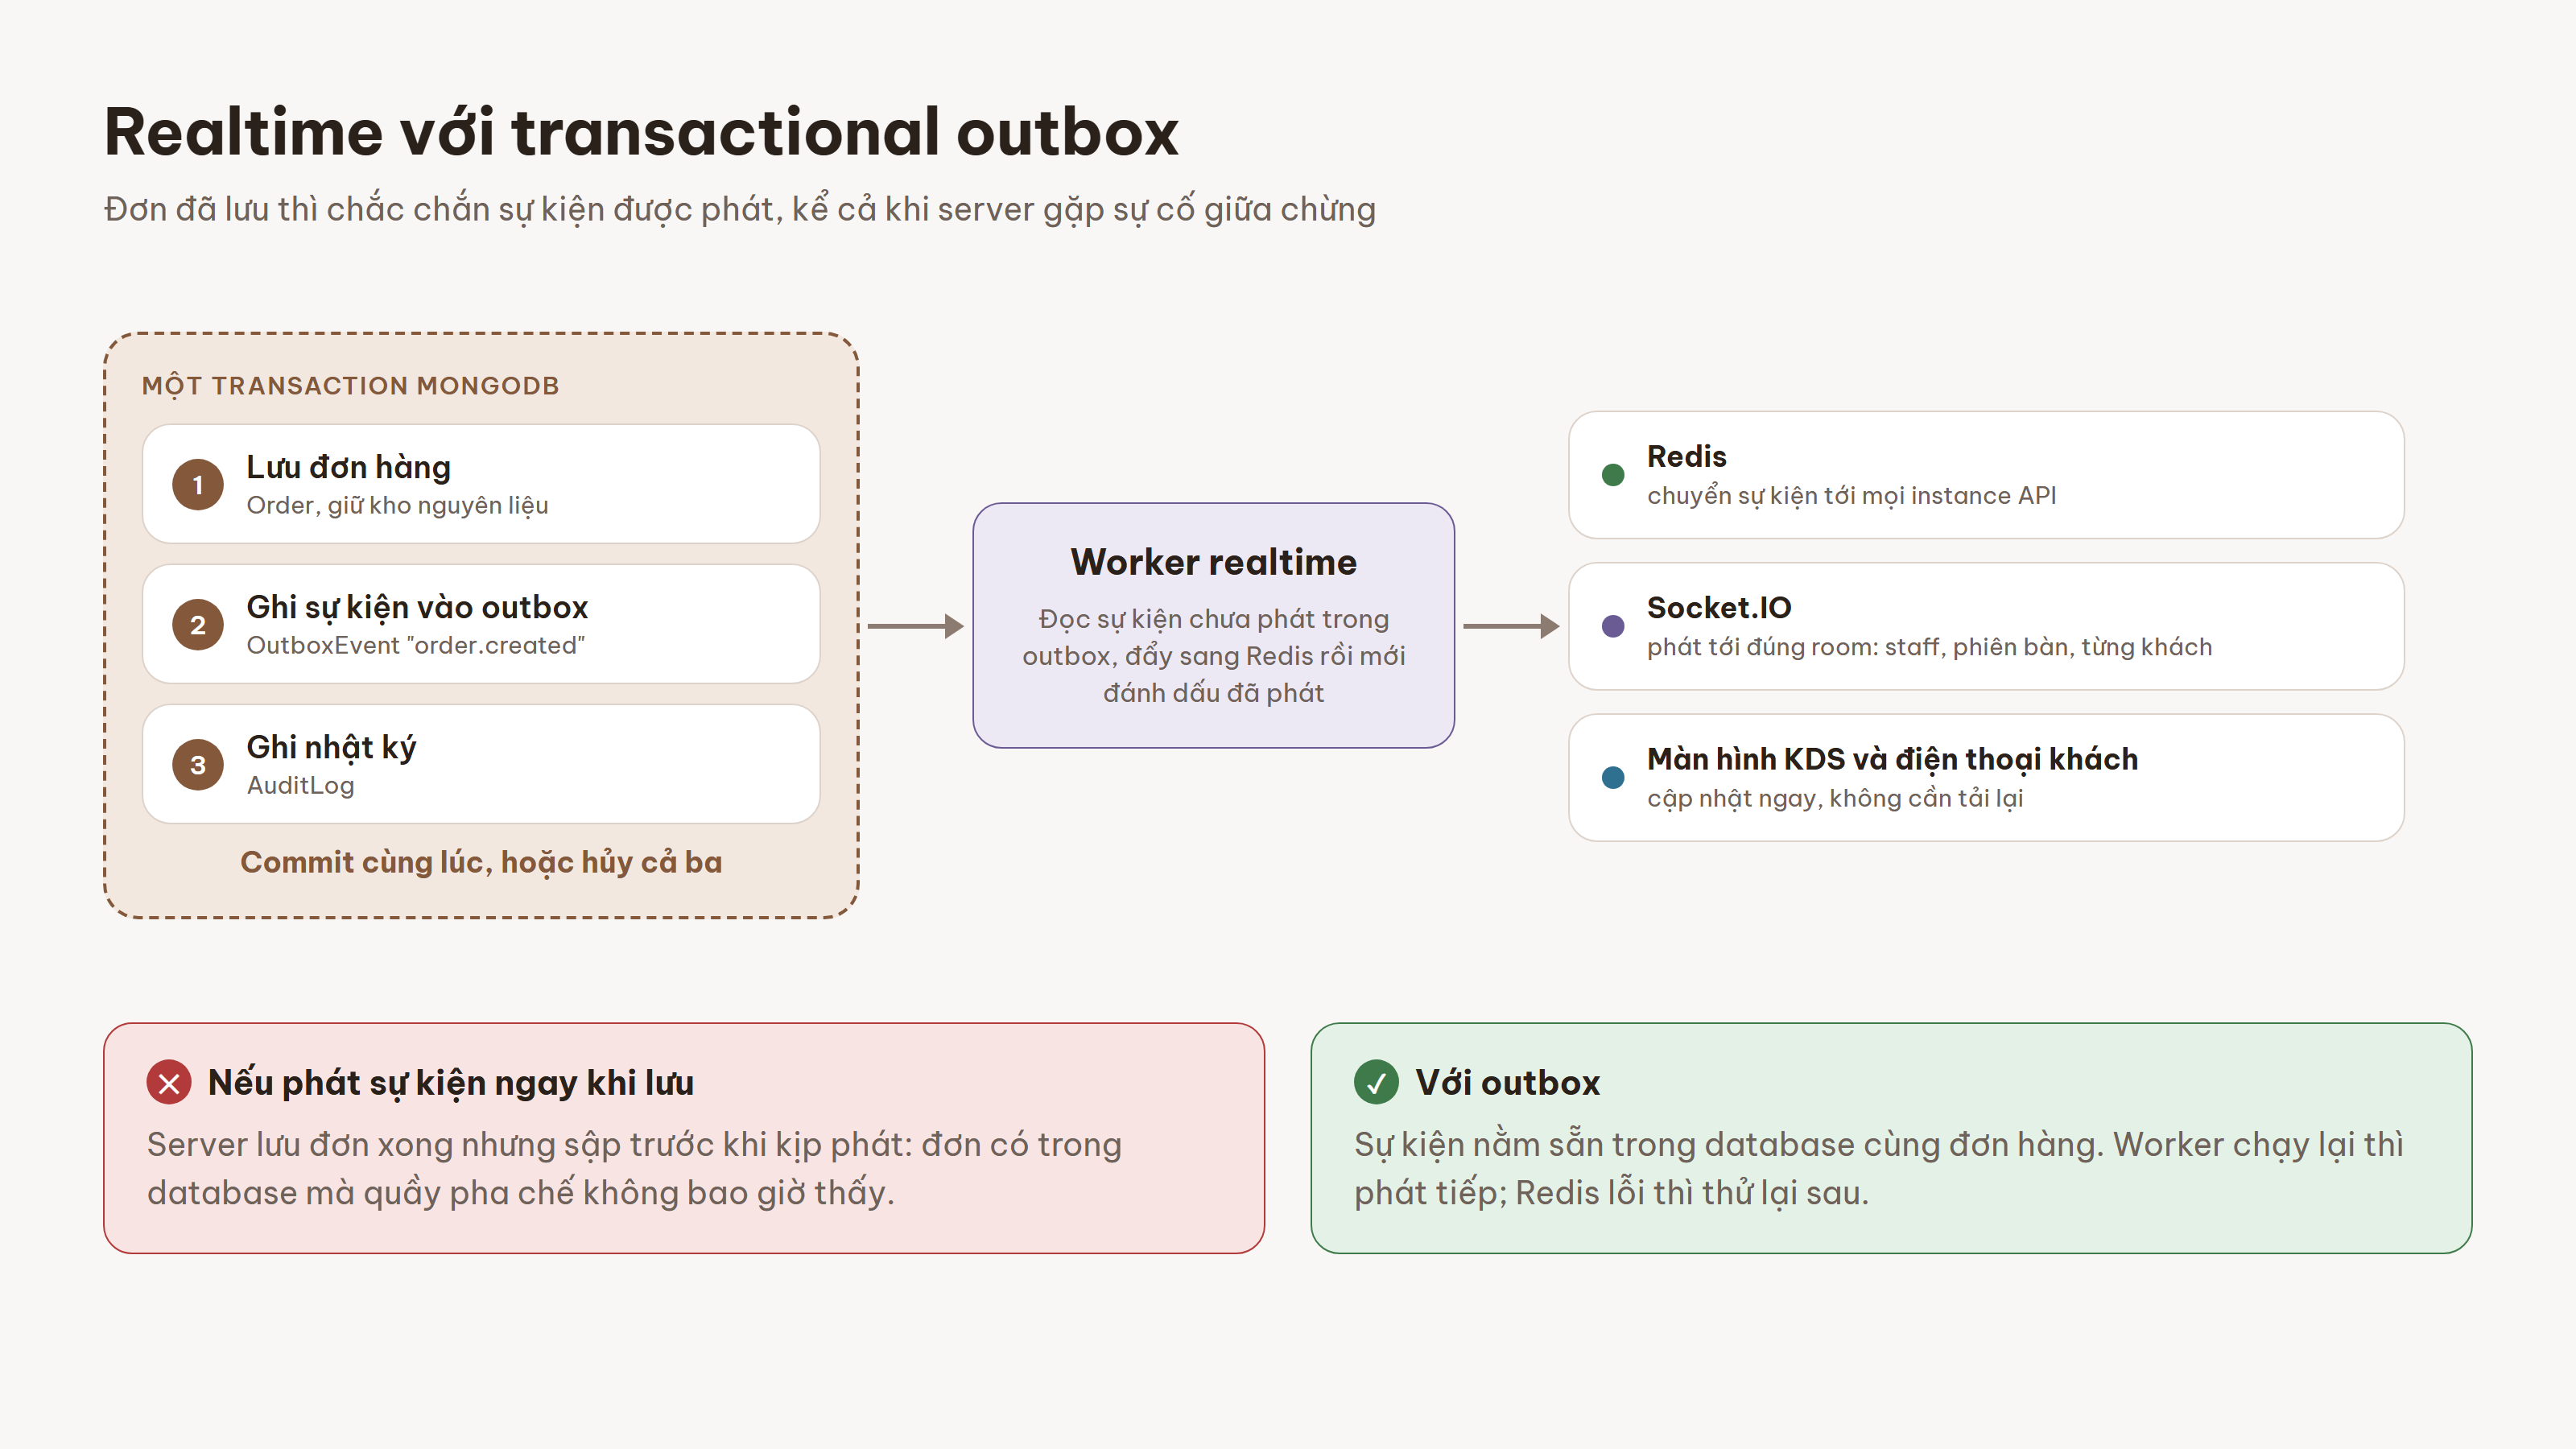 Realtime với transactional outbox
Đơn đã lưu thì chắc chắn sự kiện được phát, kể cả khi server gặp sự cố giữa chừng
MỘT TRANSACTION MONGODB
1
Lưu đơn hàng
Order, giữ kho nguyên liệu
2
Ghi sự kiện vào outbox
OutboxEvent "order.created"
3
Ghi nhật ký
AuditLog
Commit cùng lúc, hoặc hủy cả ba
Worker realtime
Đọc sự kiện chưa phát trong
outbox, đẩy sang Redis rồi mới
đánh dấu đã phát
Redis
chuyển sự kiện tới mọi instance API
Socket.IO
phát tới đúng room: staff, phiên bàn, từng khách
Màn hình KDS và điện thoại khách
cập nhật ngay, không cần tải lại
Nếu phát sự kiện ngay khi lưu
Server lưu đơn xong nhưng sập trước khi kịp phát: đơn có trong
database mà quầy pha chế không bao giờ thấy.
Với outbox
Sự kiện nằm sẵn trong database cùng đơn hàng. Worker chạy lại thì
phát tiếp; Redis lỗi thì thử lại sau.